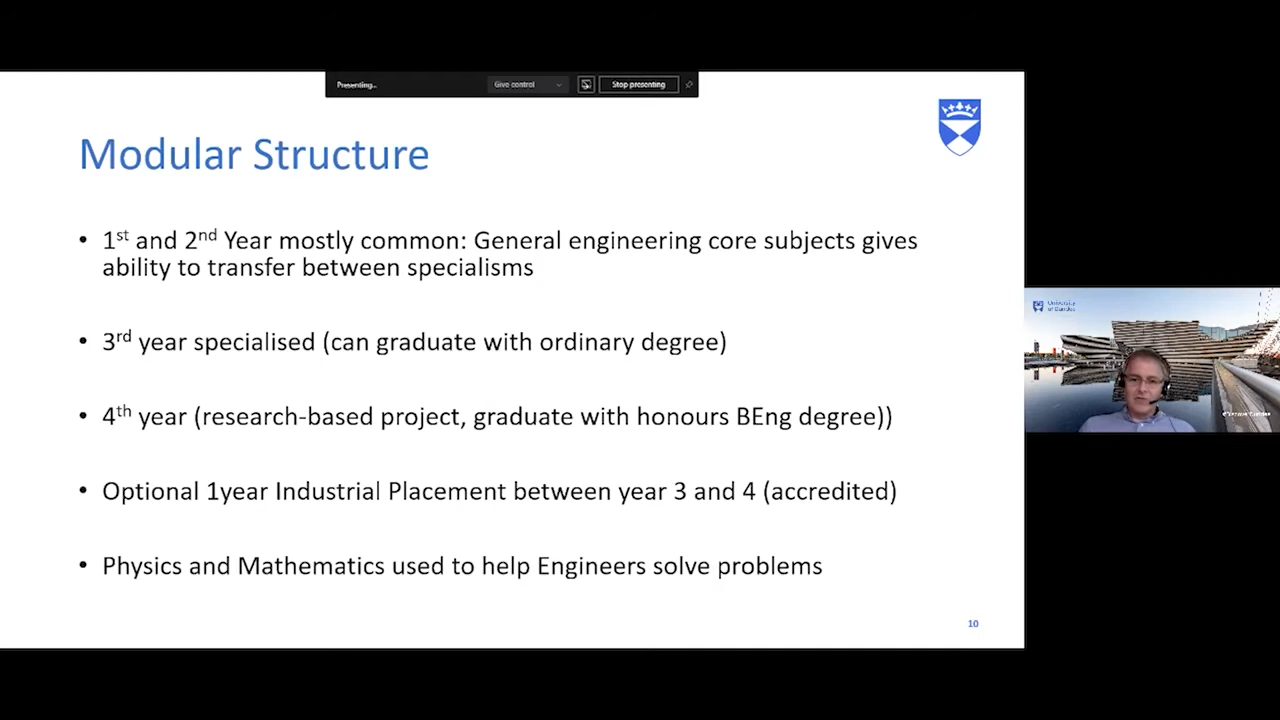 Presenting...
Give control
Stop presenting
Modular Structure
• 1st and 2nd Year mostly common: General engineering core subjects gives
ability to transfer between specialisms
• 3rd year specialised (can graduate with ordinary degree)
• 4th year (research-based project, graduate with honours BEng degree))
• Optional 1year Industrial Placement between year 3 and 4 (accredited)
• Physics and Mathematics used to help Engineers solve problems
10
University
of Dundee